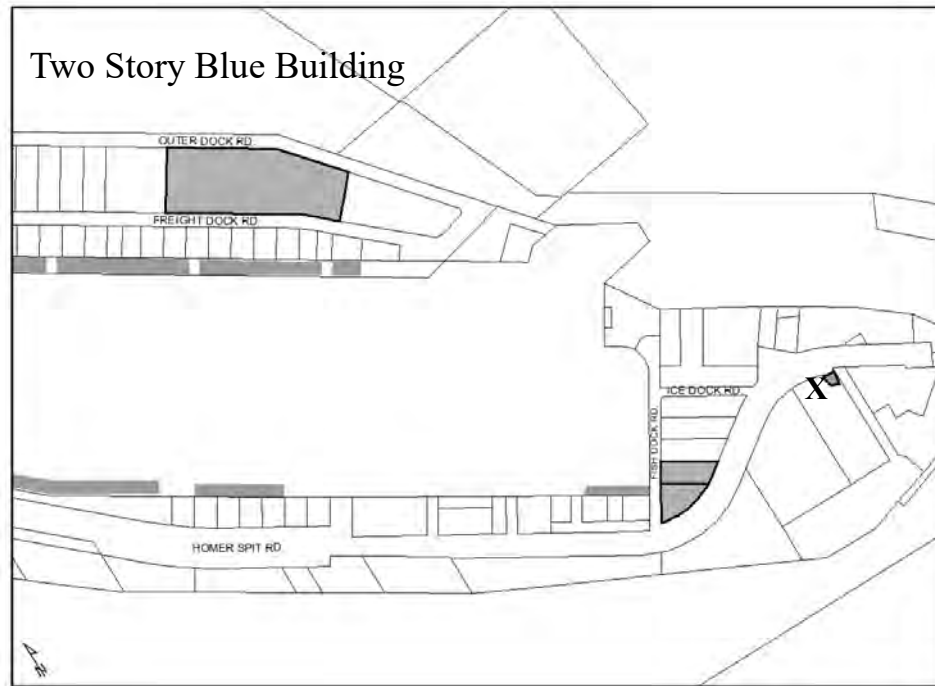 Two Story Blue Building
OUTER DOCK RD.
FREIGHT DOCK RD.
X
ICE DOCK RD.
FISH DOCK RD.
HOMER SPIT RD.
N